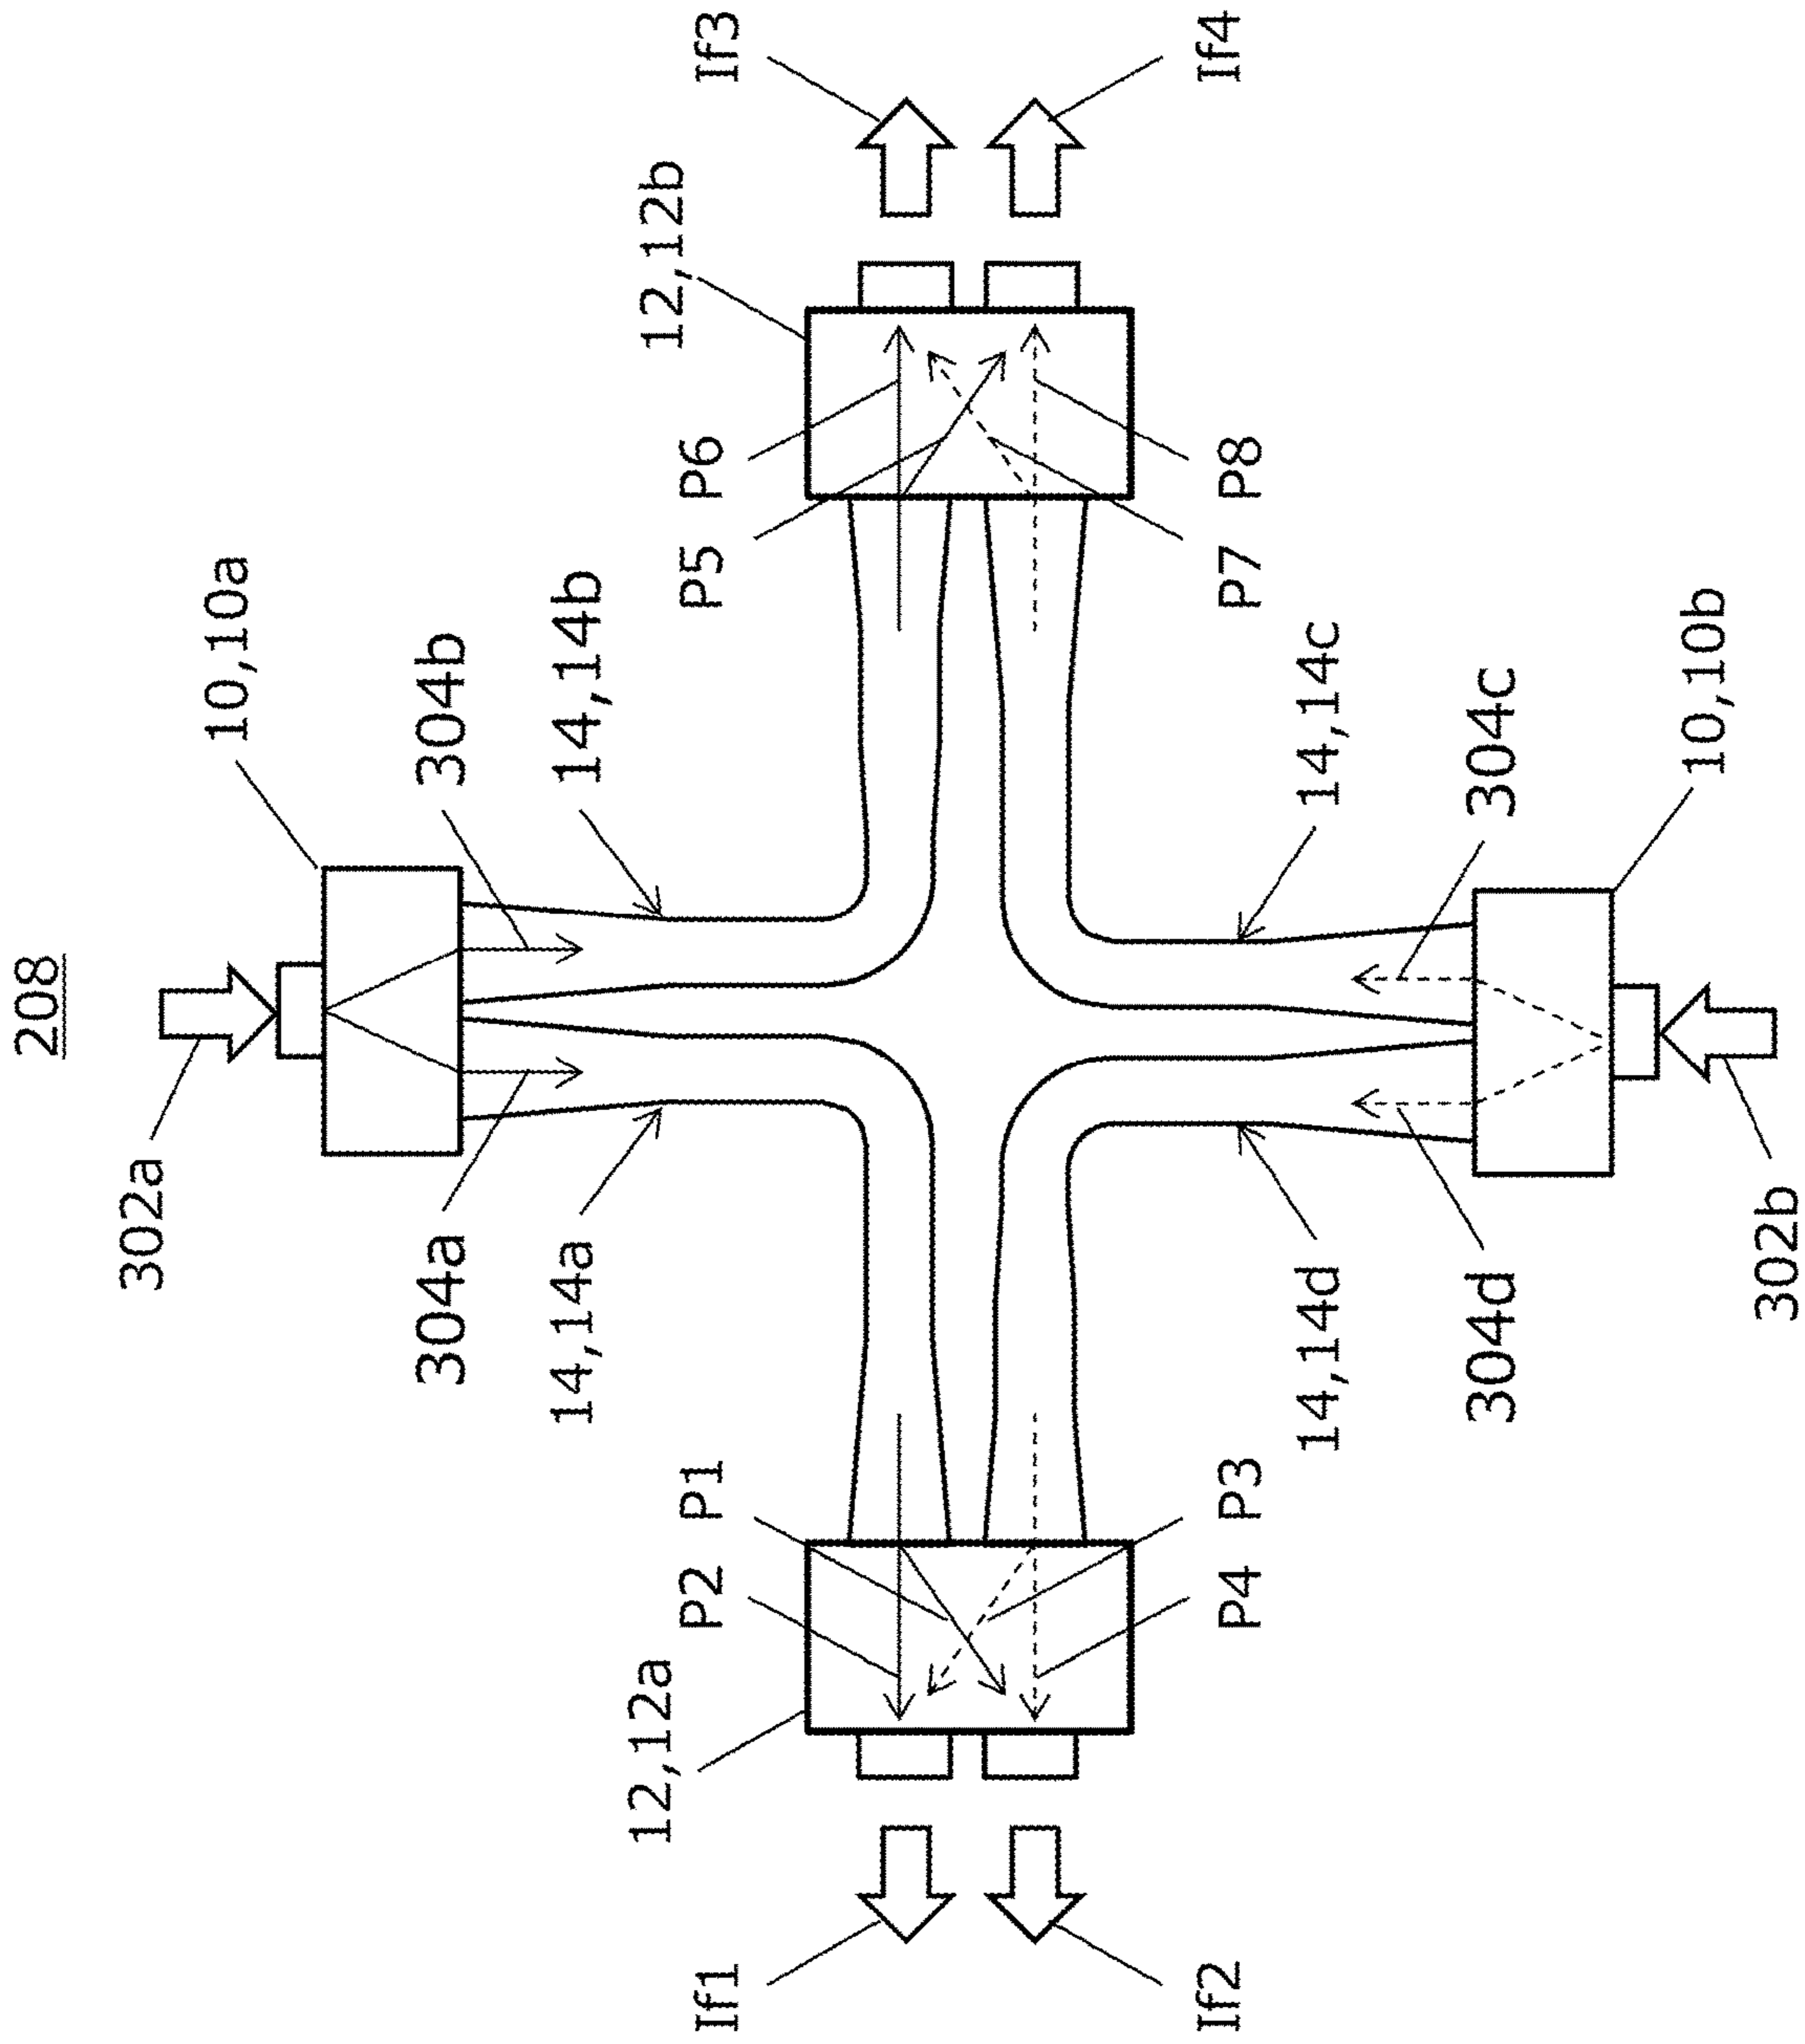 208
302a
10,10a
304a
304b
14,14a
14,14b
12,12a
12,12b
P2
P1
P5
P6
If1
If3
If2
If4
P4
P3
P7
P8
14,14d
14,14c
304d
304c
10,10b
302b